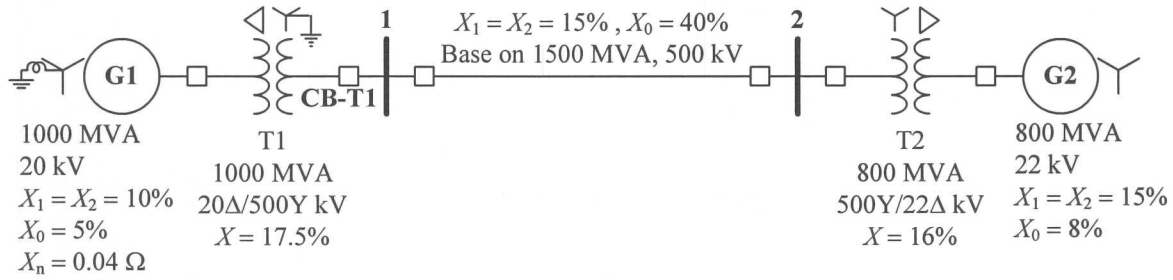 1
X₁ = X₂ = 15% , X₀ = 40%
Base on 1500 MVA, 500 kV
2
G1
CB-T1
G2
1000 MVA
20 kV
X₁ = X₂ = 10%
X₀ = 5%
Xₙ = 0.04 Ω
T1
1000 MVA
20Δ/500Y kV
X = 17.5%
T2
800 MVA
500Y/22Δ kV
X = 16%
800 MVA
22 kV
X₁ = X₂ = 15%
X₀ = 8%